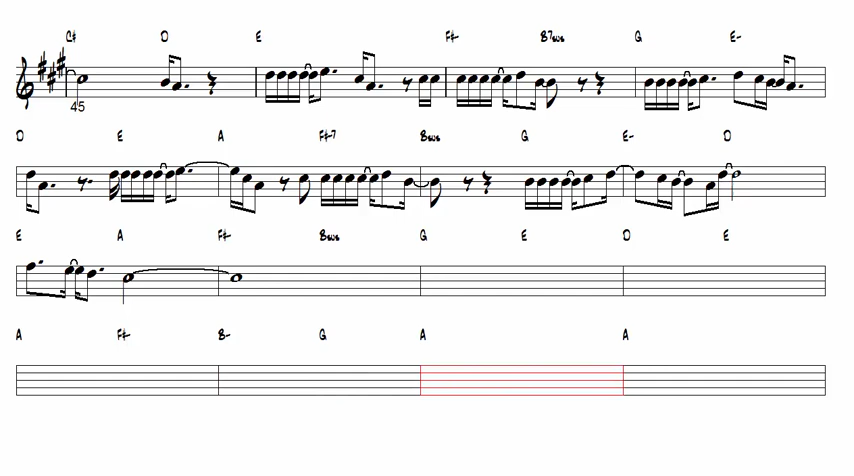 C# D E F#- B7sus G E-
45
D E A F#-7 Bsus G E- D
E A F#- Bsus G E D E
A F#- B- G A A